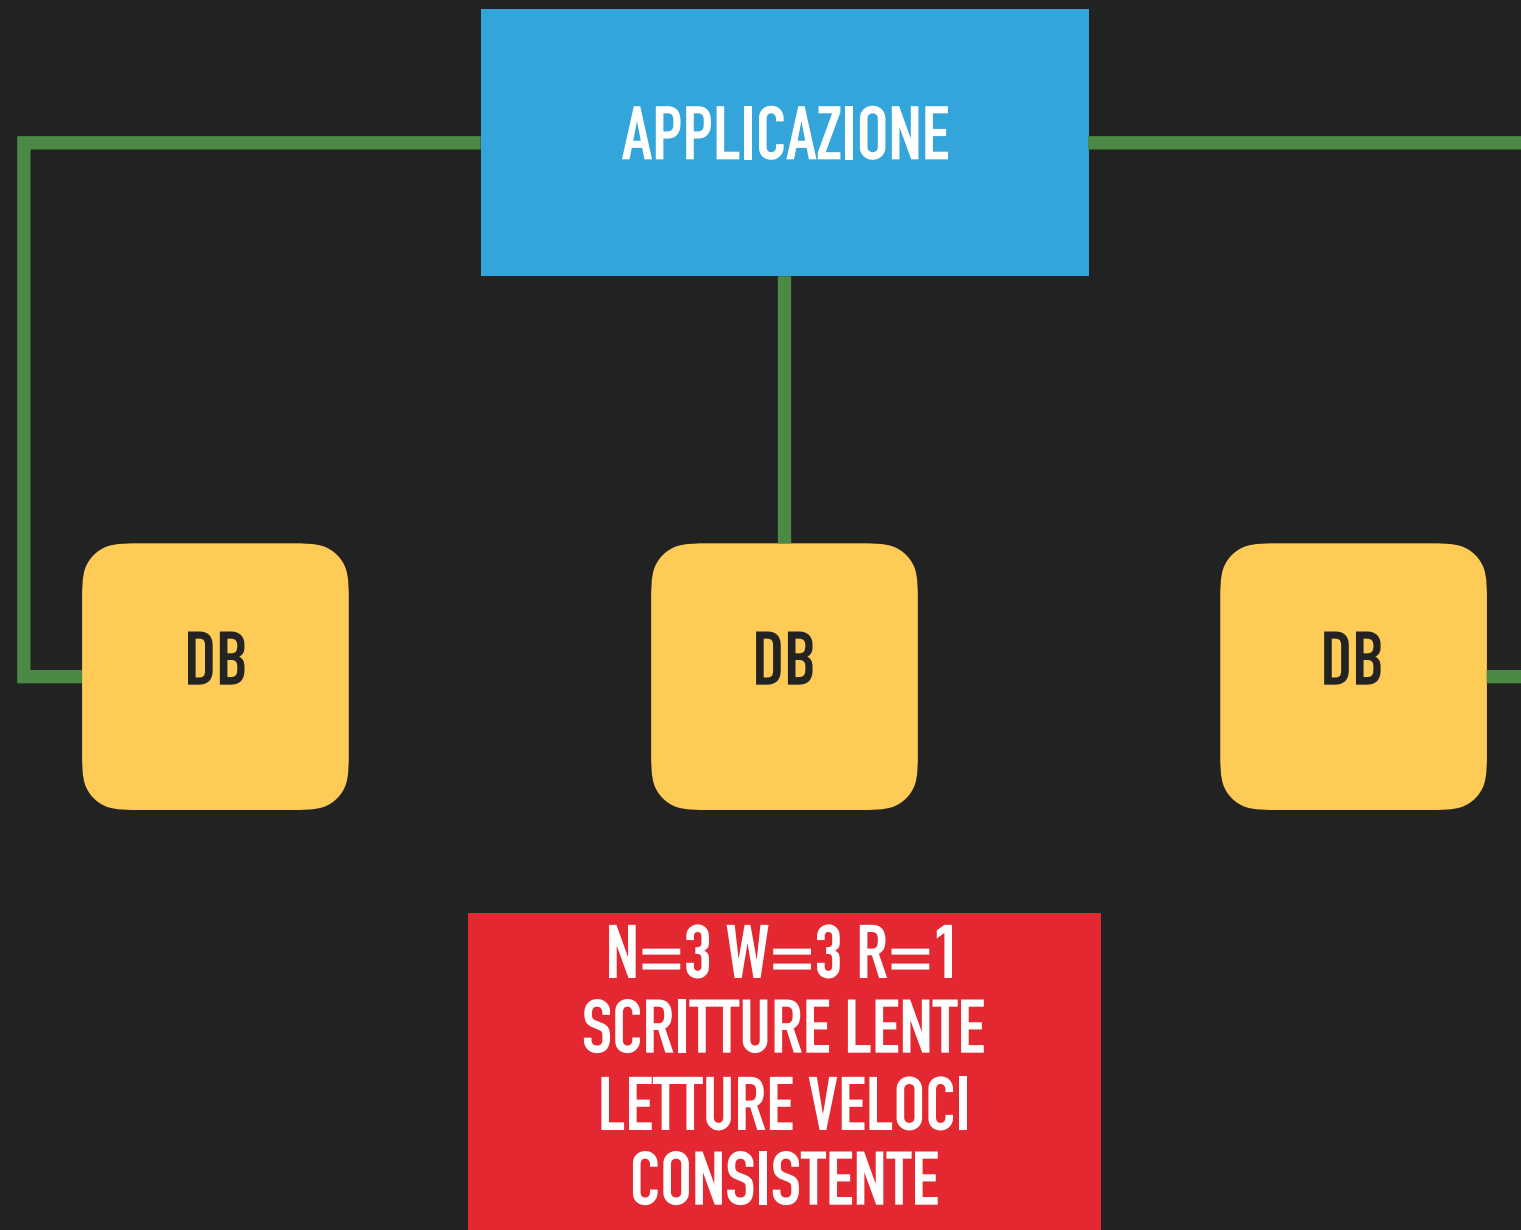 APPLICAZIONE
DB
DB
DB
N=3 W=3 R=1
SCRITTURE LENTE
LETTURE VELOCI
CONSISTENTE